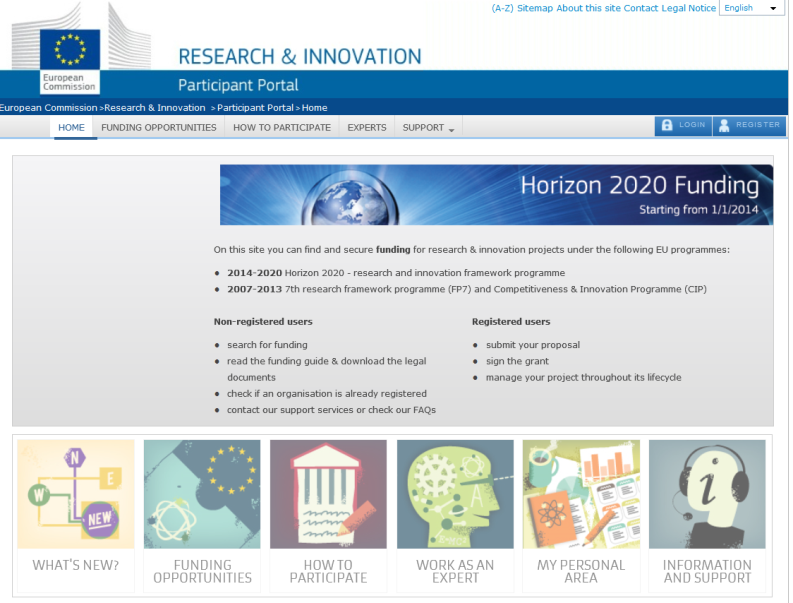 (A-Z) Sitemap About this site Contact Legal Notice English
European
Commission
RESEARCH & INNOVATION
Participant Portal
European Commission >Research & Innovation >Participant Portal > Home
HOME FUNDING OPPORTUNITIES HOW TO PARTICIPATE EXPERTS SUPPORT LOGIN REGISTER
Horizon 2020 Funding
Starting from 1/1/2014
On this site you can find and secure funding for research & innovation projects under the following EU programmes:
• 2014-2020 Horizon 2020 - research and innovation framework programme
• 2007-2013 7th research framework programme (FP7) and Competitiveness & Innovation Programme (CIP)
Non-registered users
• search for funding
• read the funding guide & download the legal
documents
• check if an organisation is already registered
• contact our support services or check our FAQs
Registered users
• submit your proposal
• sign the grant
• manage your project throughout its lifecycle
N
E
W
NEW
A
i
WHAT'S NEW?
FUNDING
OPPORTUNITIES
HOW TO
PARTICIPATE
WORK AS AN
EXPERT
MY PERSONAL
AREA
INFORMATION
AND SUPPORT